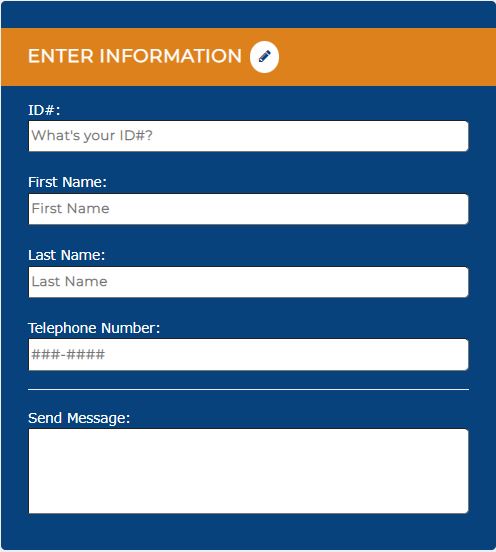 ENTER INFORMATION
ID#:
What's your ID#?
First Name:
First Name
Last Name:
Last Name
Telephone Number:
###-####
Send Message: